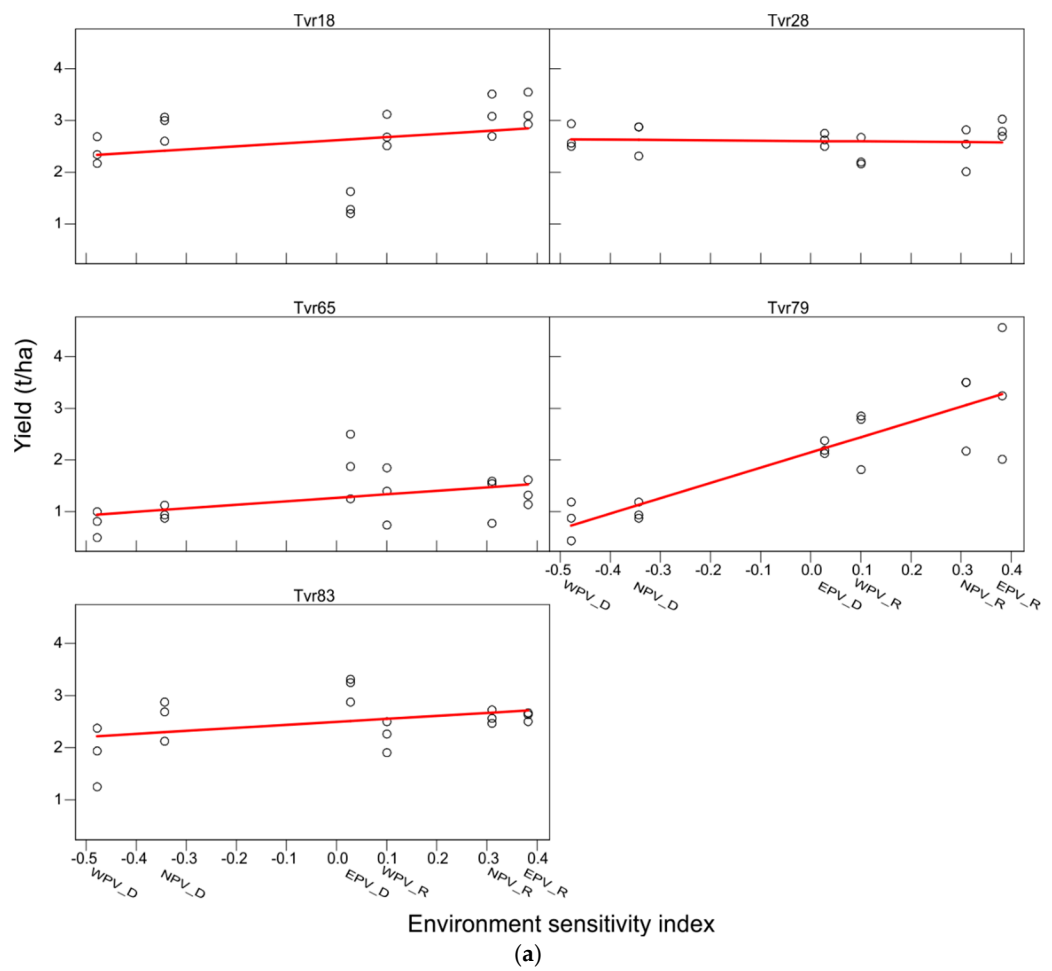 Tvr18 Tvr28
4
3
2
1
Tvr65 Tvr79
4
3
2
1
Yield (t/ha)
-0.5 -0.4 -0.3 -0.2 -0.1 0.0 0.1 0.2 0.3 0.4
WPV_D NPV_D EPV_D WPV_R NPV_R EPV_R
Tvr83
4
3
2
1
-0.5 -0.4 -0.3 -0.2 -0.1 0.0 0.1 0.2 0.3 0.4
WPV_D NPV_D EPV_D WPV_R NPV_R EPV_R
Environment sensitivity index
(a)